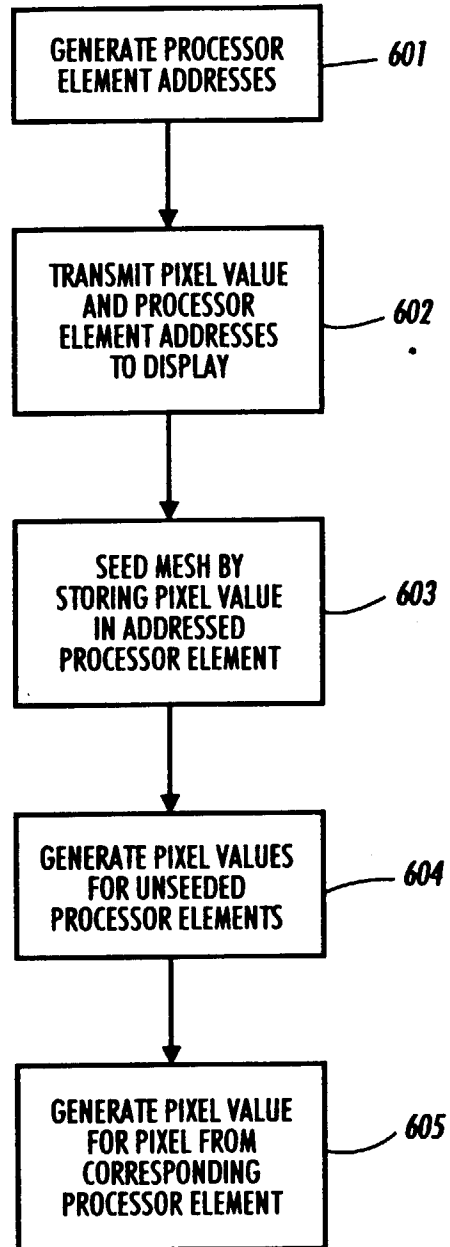 GENERATE PROCESSOR
ELEMENT ADDRESSES
601
TRANSMIT PIXEL VALUE
AND PROCESSOR
ELEMENT ADDRESSES
TO DISPLAY
602
SEED MESH BY
STORING PIXEL VALUE
IN ADDRESSED
PROCESSOR ELEMENT
603
GENERATE PIXEL VALUES
FOR UNSEEDED
PROCESSOR ELEMENTS
604
GENERATE PIXEL VALUE
FOR PIXEL FROM
CORRESPONDING
PROCESSOR ELEMENT
605